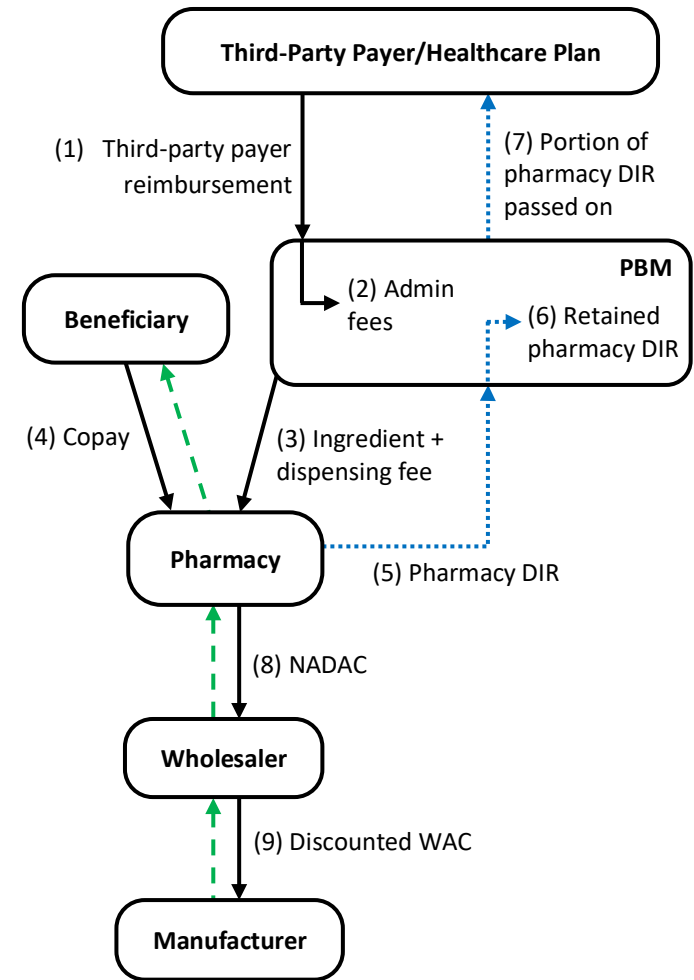 Third-Party Payer/Healthcare Plan
(1) Third-party payer
reimbursement
(7) Portion of
pharmacy DIR
passed on
PBM
(2) Admin
fees
(6) Retained
pharmacy DIR
Beneficiary
(4) Copay
(3) Ingredient +
dispensing fee
Pharmacy
(5) Pharmacy DIR
(8) NADAC
Wholesaler
(9) Discounted WAC
Manufacturer